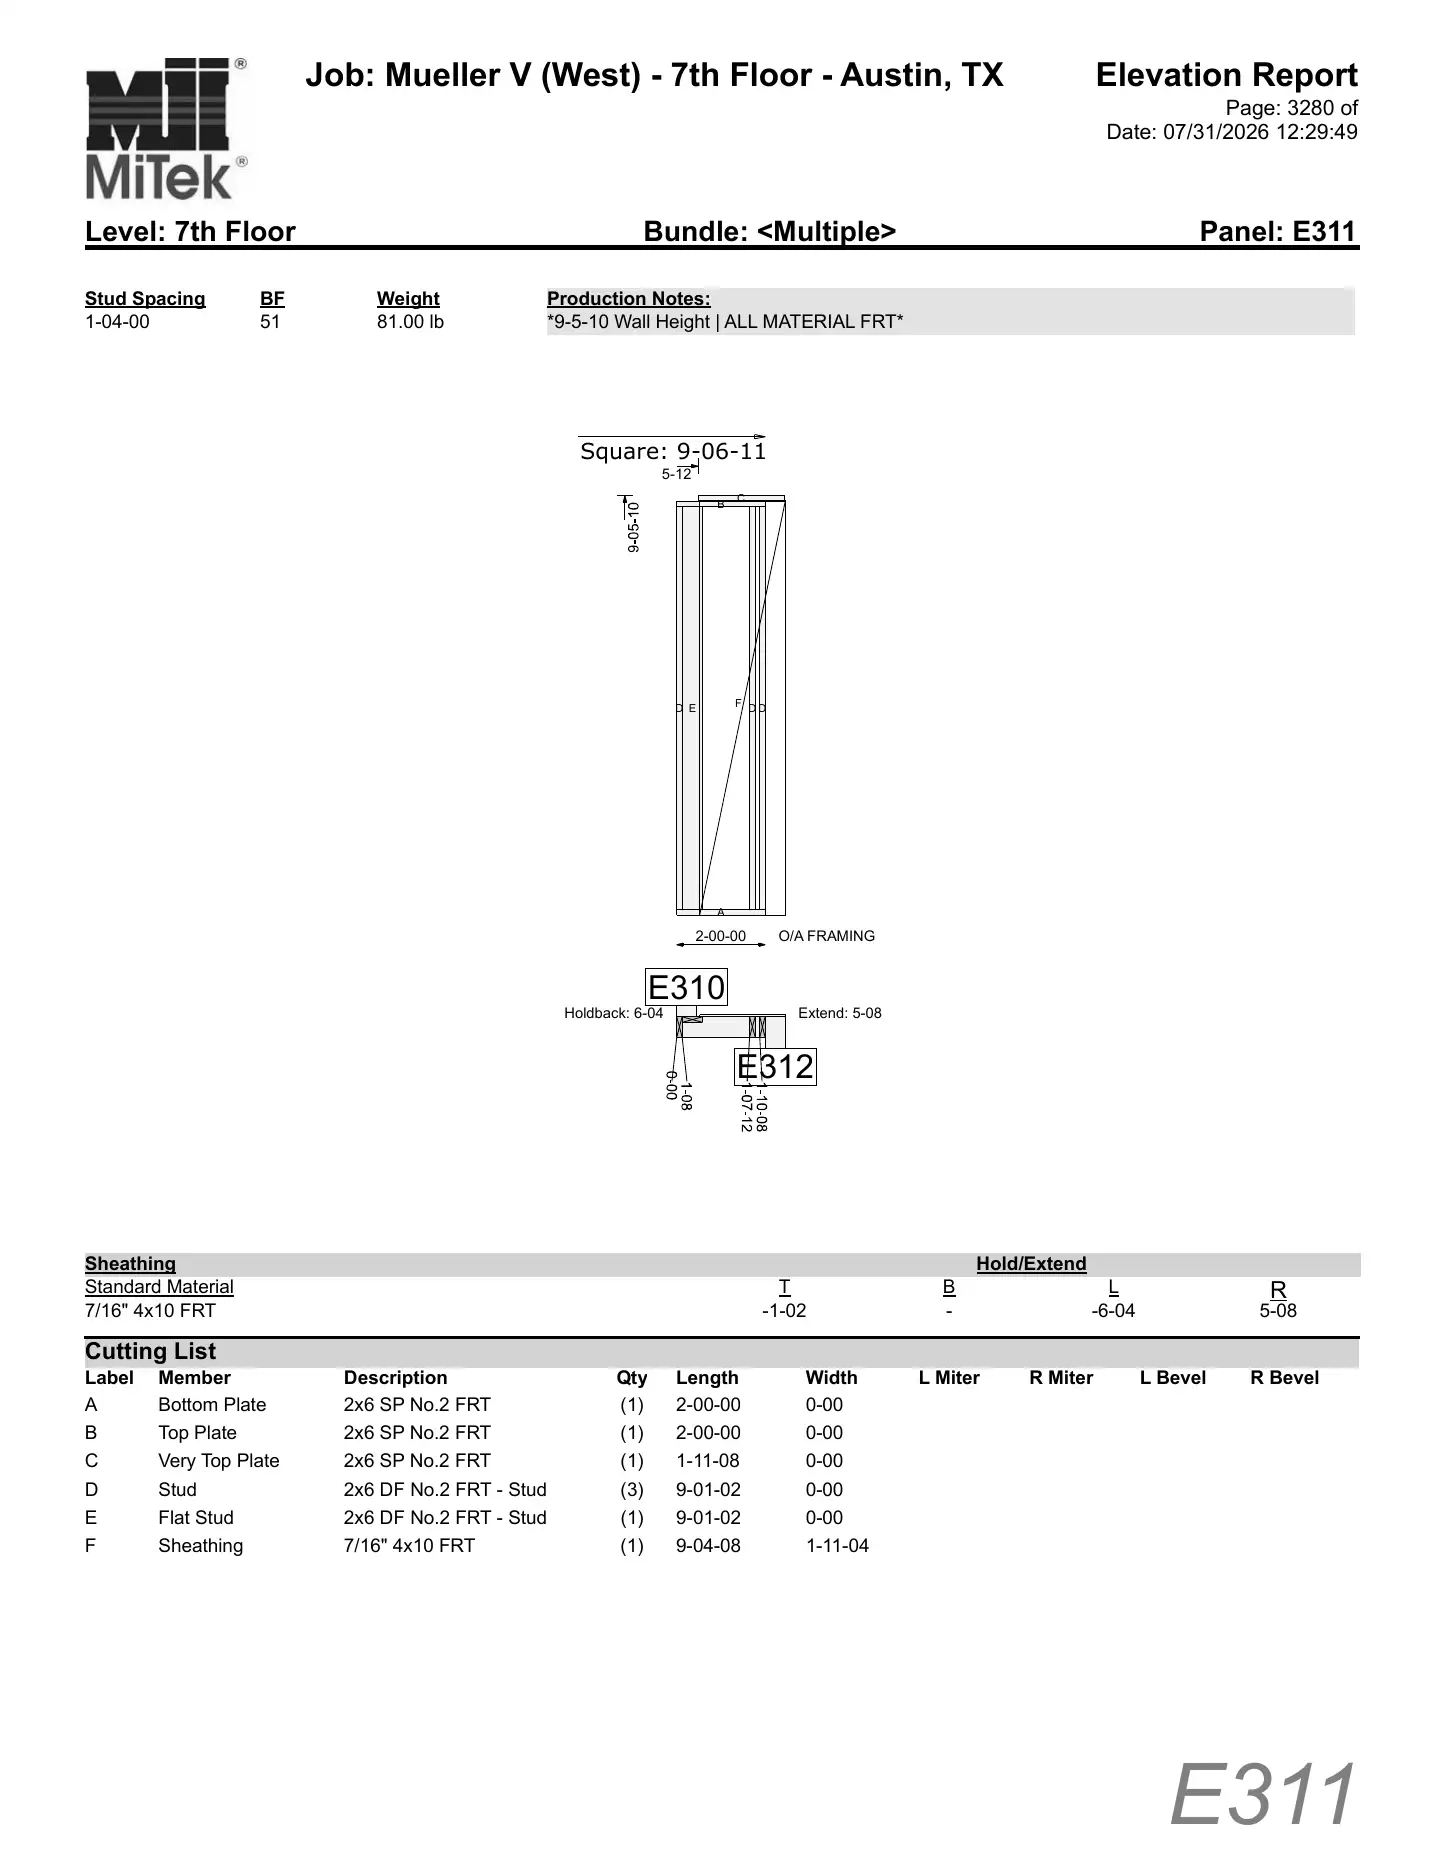 ® Job: Mueller V (West) - 7th Floor - Austin, TX Elevation Report
Page: 3280 of
Date: 07/31/2026 12:29:49
MiTek®
Level: 7th Floor Bundle: <Multiple> Panel: E311
Stud Spacing BF Weight Production Notes:
1-04-00 51 81.00 lb *9-5-10 Wall Height | ALL MATERIAL FRT*
Square: 9-06-11
5-12
C
B
9-05-10
D E F D D
A
2-00-00 O/A FRAMING
E310
Holdback: 6-04 Extend: 5-08
E312
0-00 1-08 1-07-12 1-10-08
Sheathing Hold/Extend
Standard Material T B L R
7/16" 4x10 FRT -1-02 - -6-04 5-08
Cutting List
Label Member Description Qty Length Width L Miter R Miter L Bevel R Bevel
A Bottom Plate 2x6 SP No.2 FRT (1) 2-00-00 0-00
B Top Plate 2x6 SP No.2 FRT (1) 2-00-00 0-00
C Very Top Plate 2x6 SP No.2 FRT (1) 1-11-08 0-00
D Stud 2x6 DF No.2 FRT - Stud (3) 9-01-02 0-00
E Flat Stud 2x6 DF No.2 FRT - Stud (1) 9-01-02 0-00
F Sheathing 7/16" 4x10 FRT (1) 9-04-08 1-11-04
E311